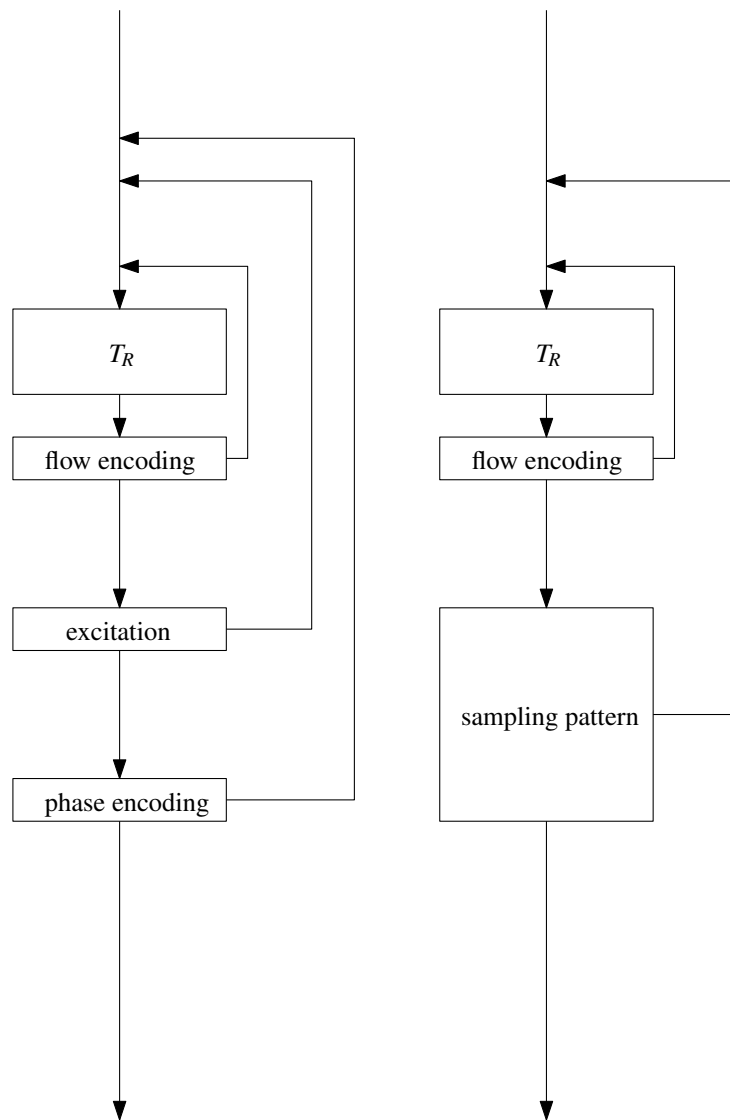 T_R
flow encoding
excitation
phase encoding
T_R
flow encoding
sampling pattern